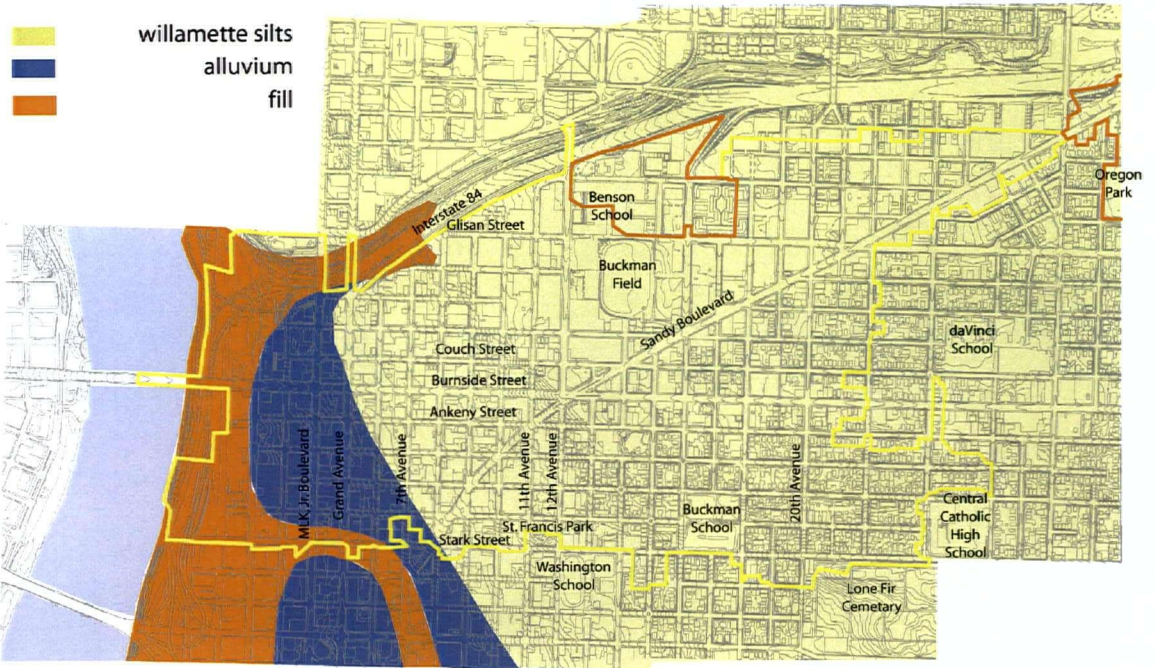 willamette silts
alluvium
fill
Oregon
Park
Interstate 84
Benson
School
Glisan Street
Buckman
Field
Sandy Boulevard
daVinci
School
Couch Street
Burnside Street
Ankeny Street
MLK Jr. Boulevard
Grand Avenue
7th Avenue
11th Avenue
12th Avenue
20th Avenue
Buckman
School
Central
Catholic
High
School
St. Francis Park
Stark Street
Washington
School
Lone Fir
Cemetary